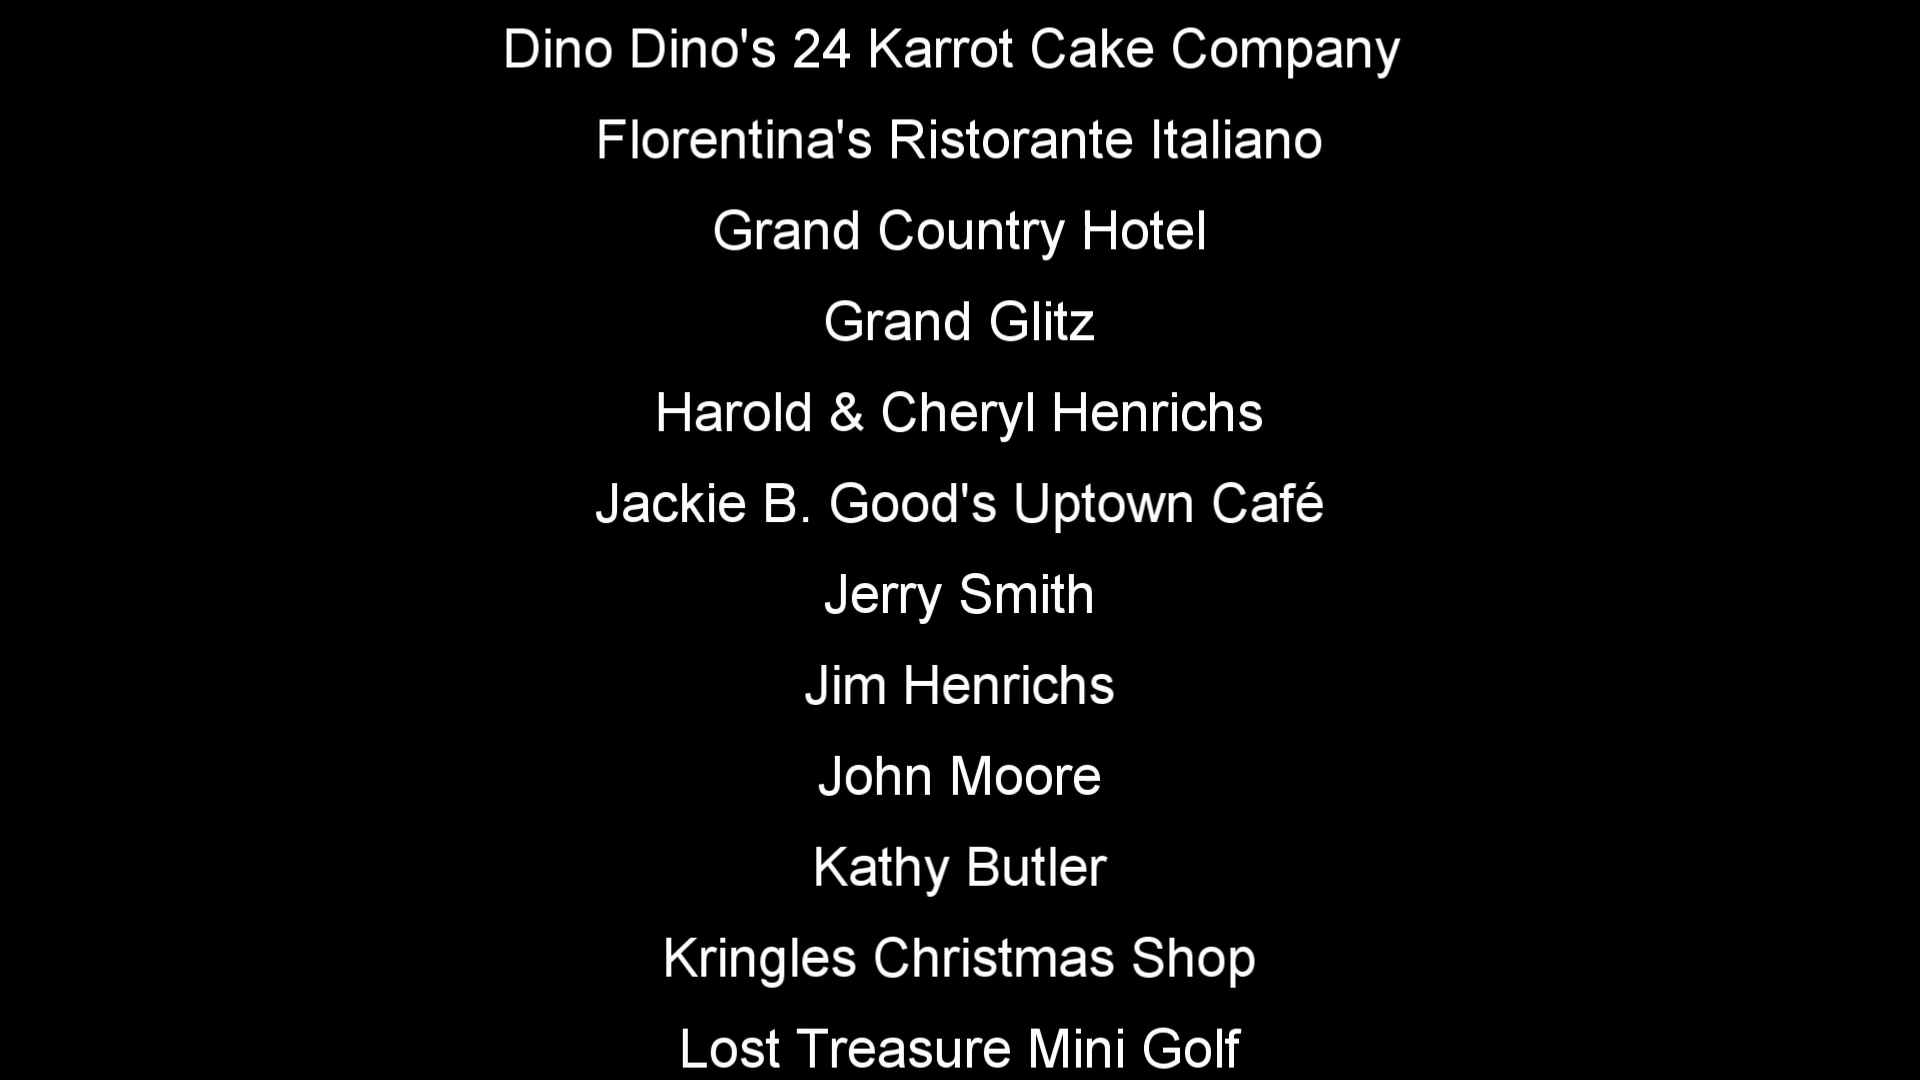 Dino Dino's 24 Karrot Cake Company
Florentina's Ristorante Italiano
Grand Country Hotel
Grand Glitz
Harold & Cheryl Henrichs
Jackie B. Good's Uptown Café
Jerry Smith
Jim Henrichs
John Moore
Kathy Butler
Kringles Christmas Shop
Lost Treasure Mini Golf